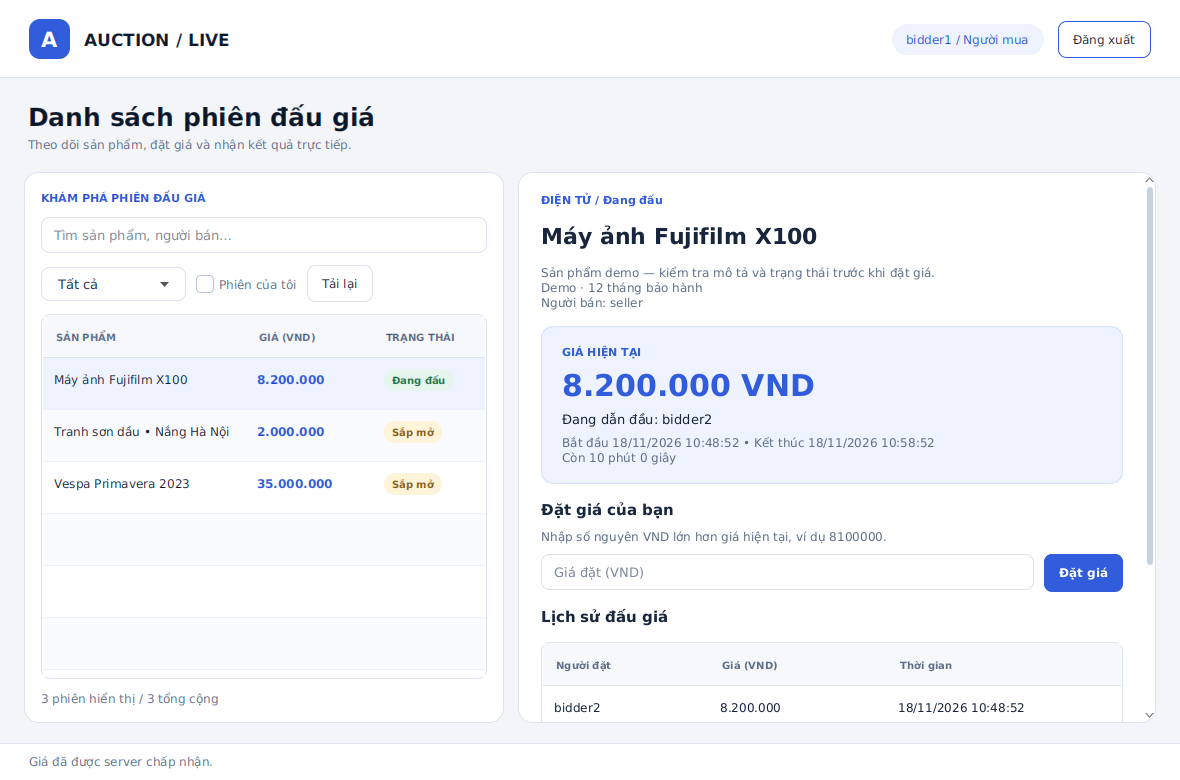 A
AUCTION / LIVE
bidder1 / Người mua
Đăng xuất
Danh sách phiên đấu giá
Theo dõi sản phẩm, đặt giá và nhận kết quả trực tiếp.
KHÁM PHÁ PHIÊN ĐẤU GIÁ
Tìm sản phẩm, người bán...
Tất cả
Phiên của tôi
Tải lại
SẢN PHẨM GIÁ (VND) TRẠNG THÁI
Máy ảnh Fujifilm X100 8.200.000 Đang đấu
Tranh sơn dầu • Nắng Hà Nội 2.000.000 Sắp mở
Vespa Primavera 2023 35.000.000 Sắp mở
3 phiên hiển thị / 3 tổng cộng
ĐIỆN TỬ / Đang đấu
Máy ảnh Fujifilm X100
Sản phẩm demo — kiểm tra mô tả và trạng thái trước khi đặt giá.
Demo · 12 tháng bảo hành
Người bán: seller
GIÁ HIỆN TẠI
8.200.000 VND
Đang dẫn đầu: bidder2
Bắt đầu 18/11/2026 10:48:52 • Kết thúc 18/11/2026 10:58:52
Còn 10 phút 0 giây
Đặt giá của bạn
Nhập số nguyên VND lớn hơn giá hiện tại, ví dụ 8100000.
Giá đặt (VND)
Đặt giá
Lịch sử đấu giá
Người đặt Giá (VND) Thời gian
bidder2 8.200.000 18/11/2026 10:48:52
Giá đã được server chấp nhận.